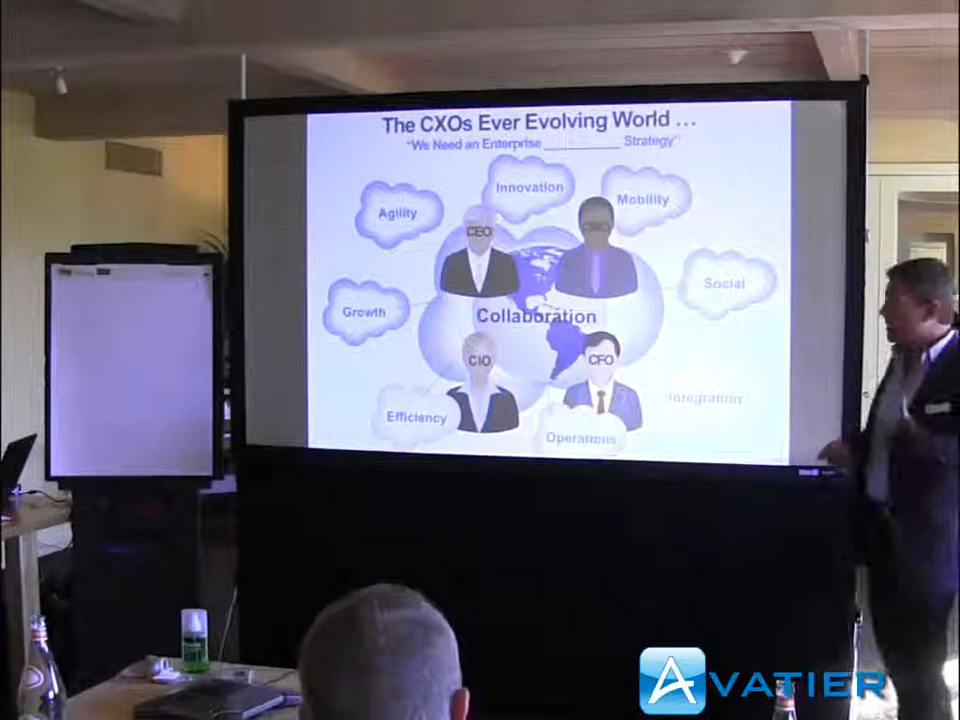 The CXOs Ever Evolving World ...
"We Need an Enterprise ________ Strategy"
Innovation
Agility
Mobility
CEO
Social
Growth
Collaboration
CIO
CFO
Integration
Efficiency
Operations
AVATIER